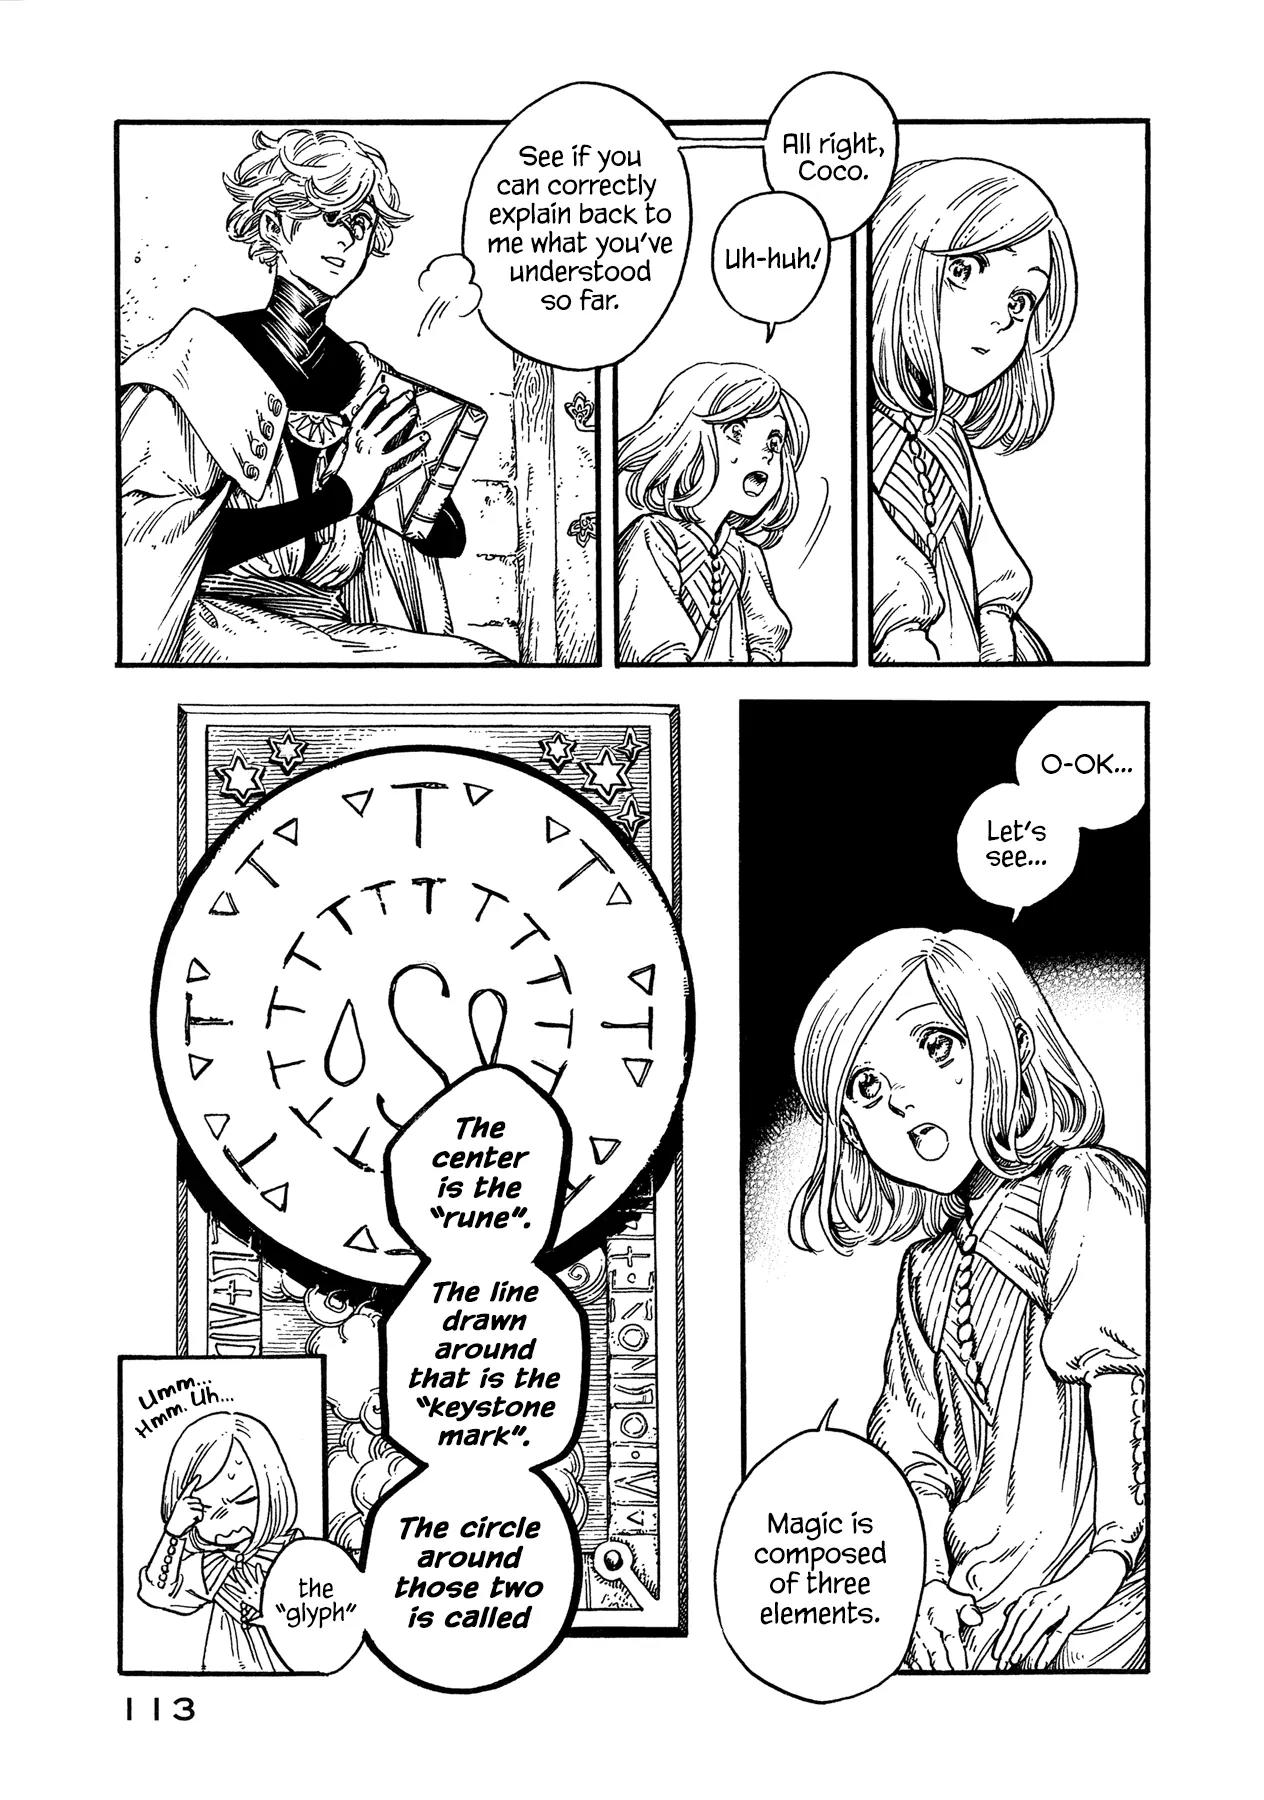 All right,
Coco.
Uh-huh!
See if you
can correctly
explain back to
me what you've
understood
so far.
O-OK...
Let's
see...
Magic is
composed
of three
elements.
The
center
is the
"rune".
The line
drawn
around
that is the
"keystone
mark".
The circle
around
those two
is called
the
"glyph"
Umm...
Hmm. Uh...
113